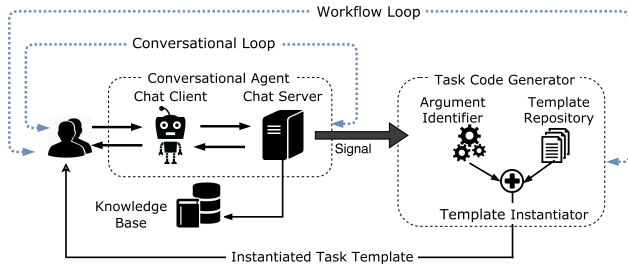 Workflow Loop
Conversational Loop
Conversational Agent
Chat Client
Chat Server
Task Code Generator
Argument
Identifier
Template
Repository
Signal
Knowledge
Base
Template Instantiator
Instantiated Task Template